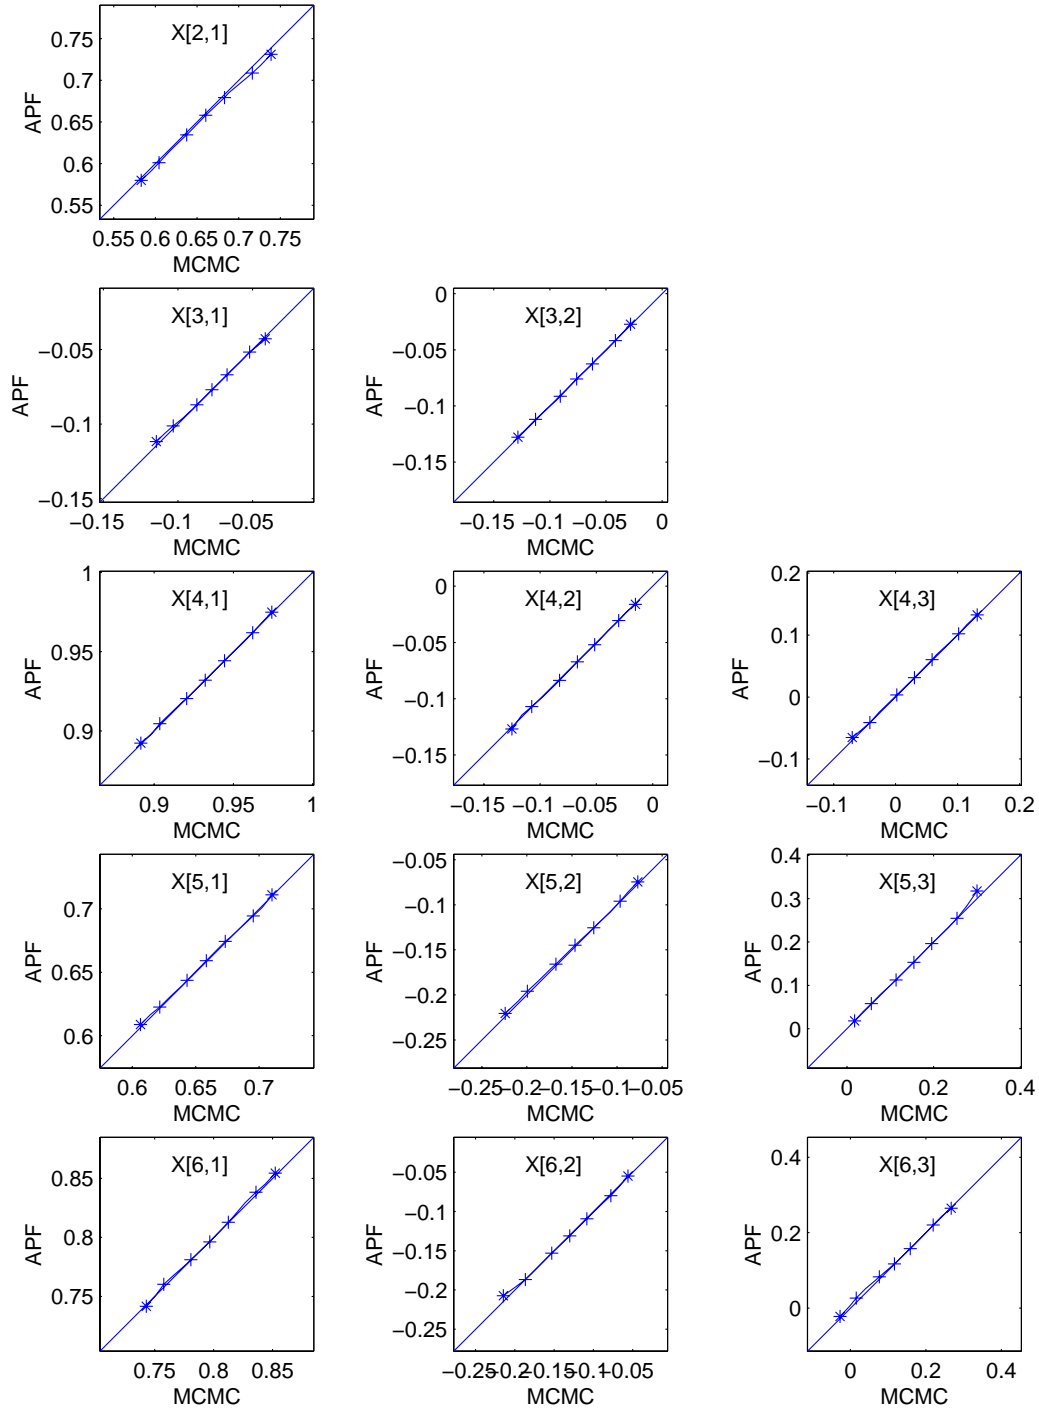 X[2,1]
0.75
0.7
0.65
0.6
0.55
APF
0.55 0.6 0.65 0.7 0.75
MCMC
X[3,1]
−0.05
−0.1
−0.15
APF
−0.15 −0.1 −0.05
MCMC
X[3,2]
0
−0.05
−0.1
−0.15
APF
−0.15 −0.1 −0.05 0
MCMC
X[4,1]
1
0.95
0.9
APF
0.9 0.95 1
MCMC
X[4,2]
0
−0.05
−0.1
−0.15
APF
−0.15 −0.1 −0.05 0
MCMC
X[4,3]
0.2
0.1
0
−0.1
APF
−0.1 0 0.1 0.2
MCMC
X[5,1]
0.7
0.65
0.6
APF
0.6 0.65 0.7
MCMC
X[5,2]
−0.05
−0.1
−0.15
−0.2
−0.25
APF
−0.25 −0.2 −0.15 −0.1 −0.05
MCMC
X[5,3]
0.4
0.3
0.2
0.1
0
APF
0 0.2 0.4
MCMC
X[6,1]
0.85
0.8
0.75
APF
0.75 0.8 0.85
MCMC
X[6,2]
−0.05
−0.1
−0.15
−0.2
−0.25
APF
−0.25 −0.2 −0.15 −0.1 −0.05
MCMC
X[6,3]
0.4
0.2
0
APF
0 0.2 0.4
MCMC